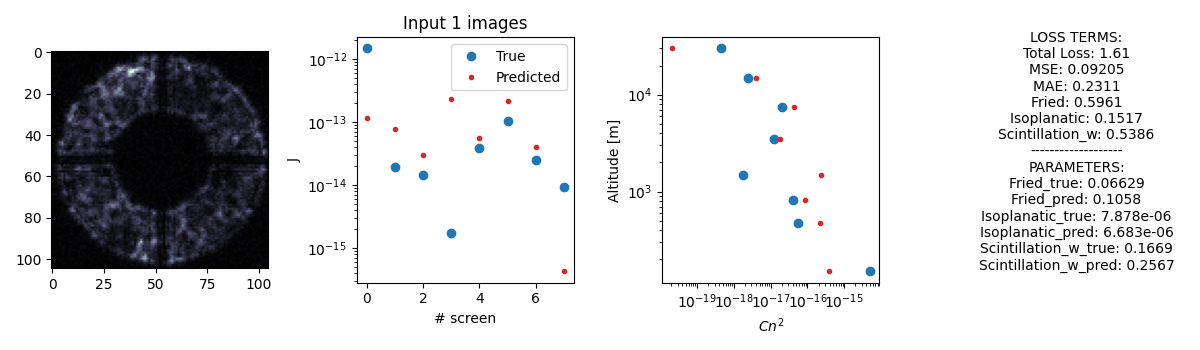 Input 1 images
True
Predicted
0
20
40
60
80
100
0
50
100
10⁻¹²
10⁻¹³
10⁻¹⁴
10⁻¹⁵
J
0
2
4
6
# screen
10⁴
10³
Altitude [m]
10⁻¹⁹ 10⁻¹⁸ 10⁻¹⁷ 10⁻¹⁶ 10⁻¹⁵
Cn²
LOSS TERMS:
Total Loss: 1.61
MSE: 0.09205
MAE: 0.2311
Fried: 0.5961
Isoplanatic: 0.1517
Scintillation_w: 0.5386
------------------
PARAMETERS:
Fried_true: 0.06629
Fried_pred: 0.1058
Isoplanatic_true: 7.878e-06
Isoplanatic_pred: 6.683e-06
Scintillation_w_true: 0.1669
Scintillation_w_pred: 0.2567